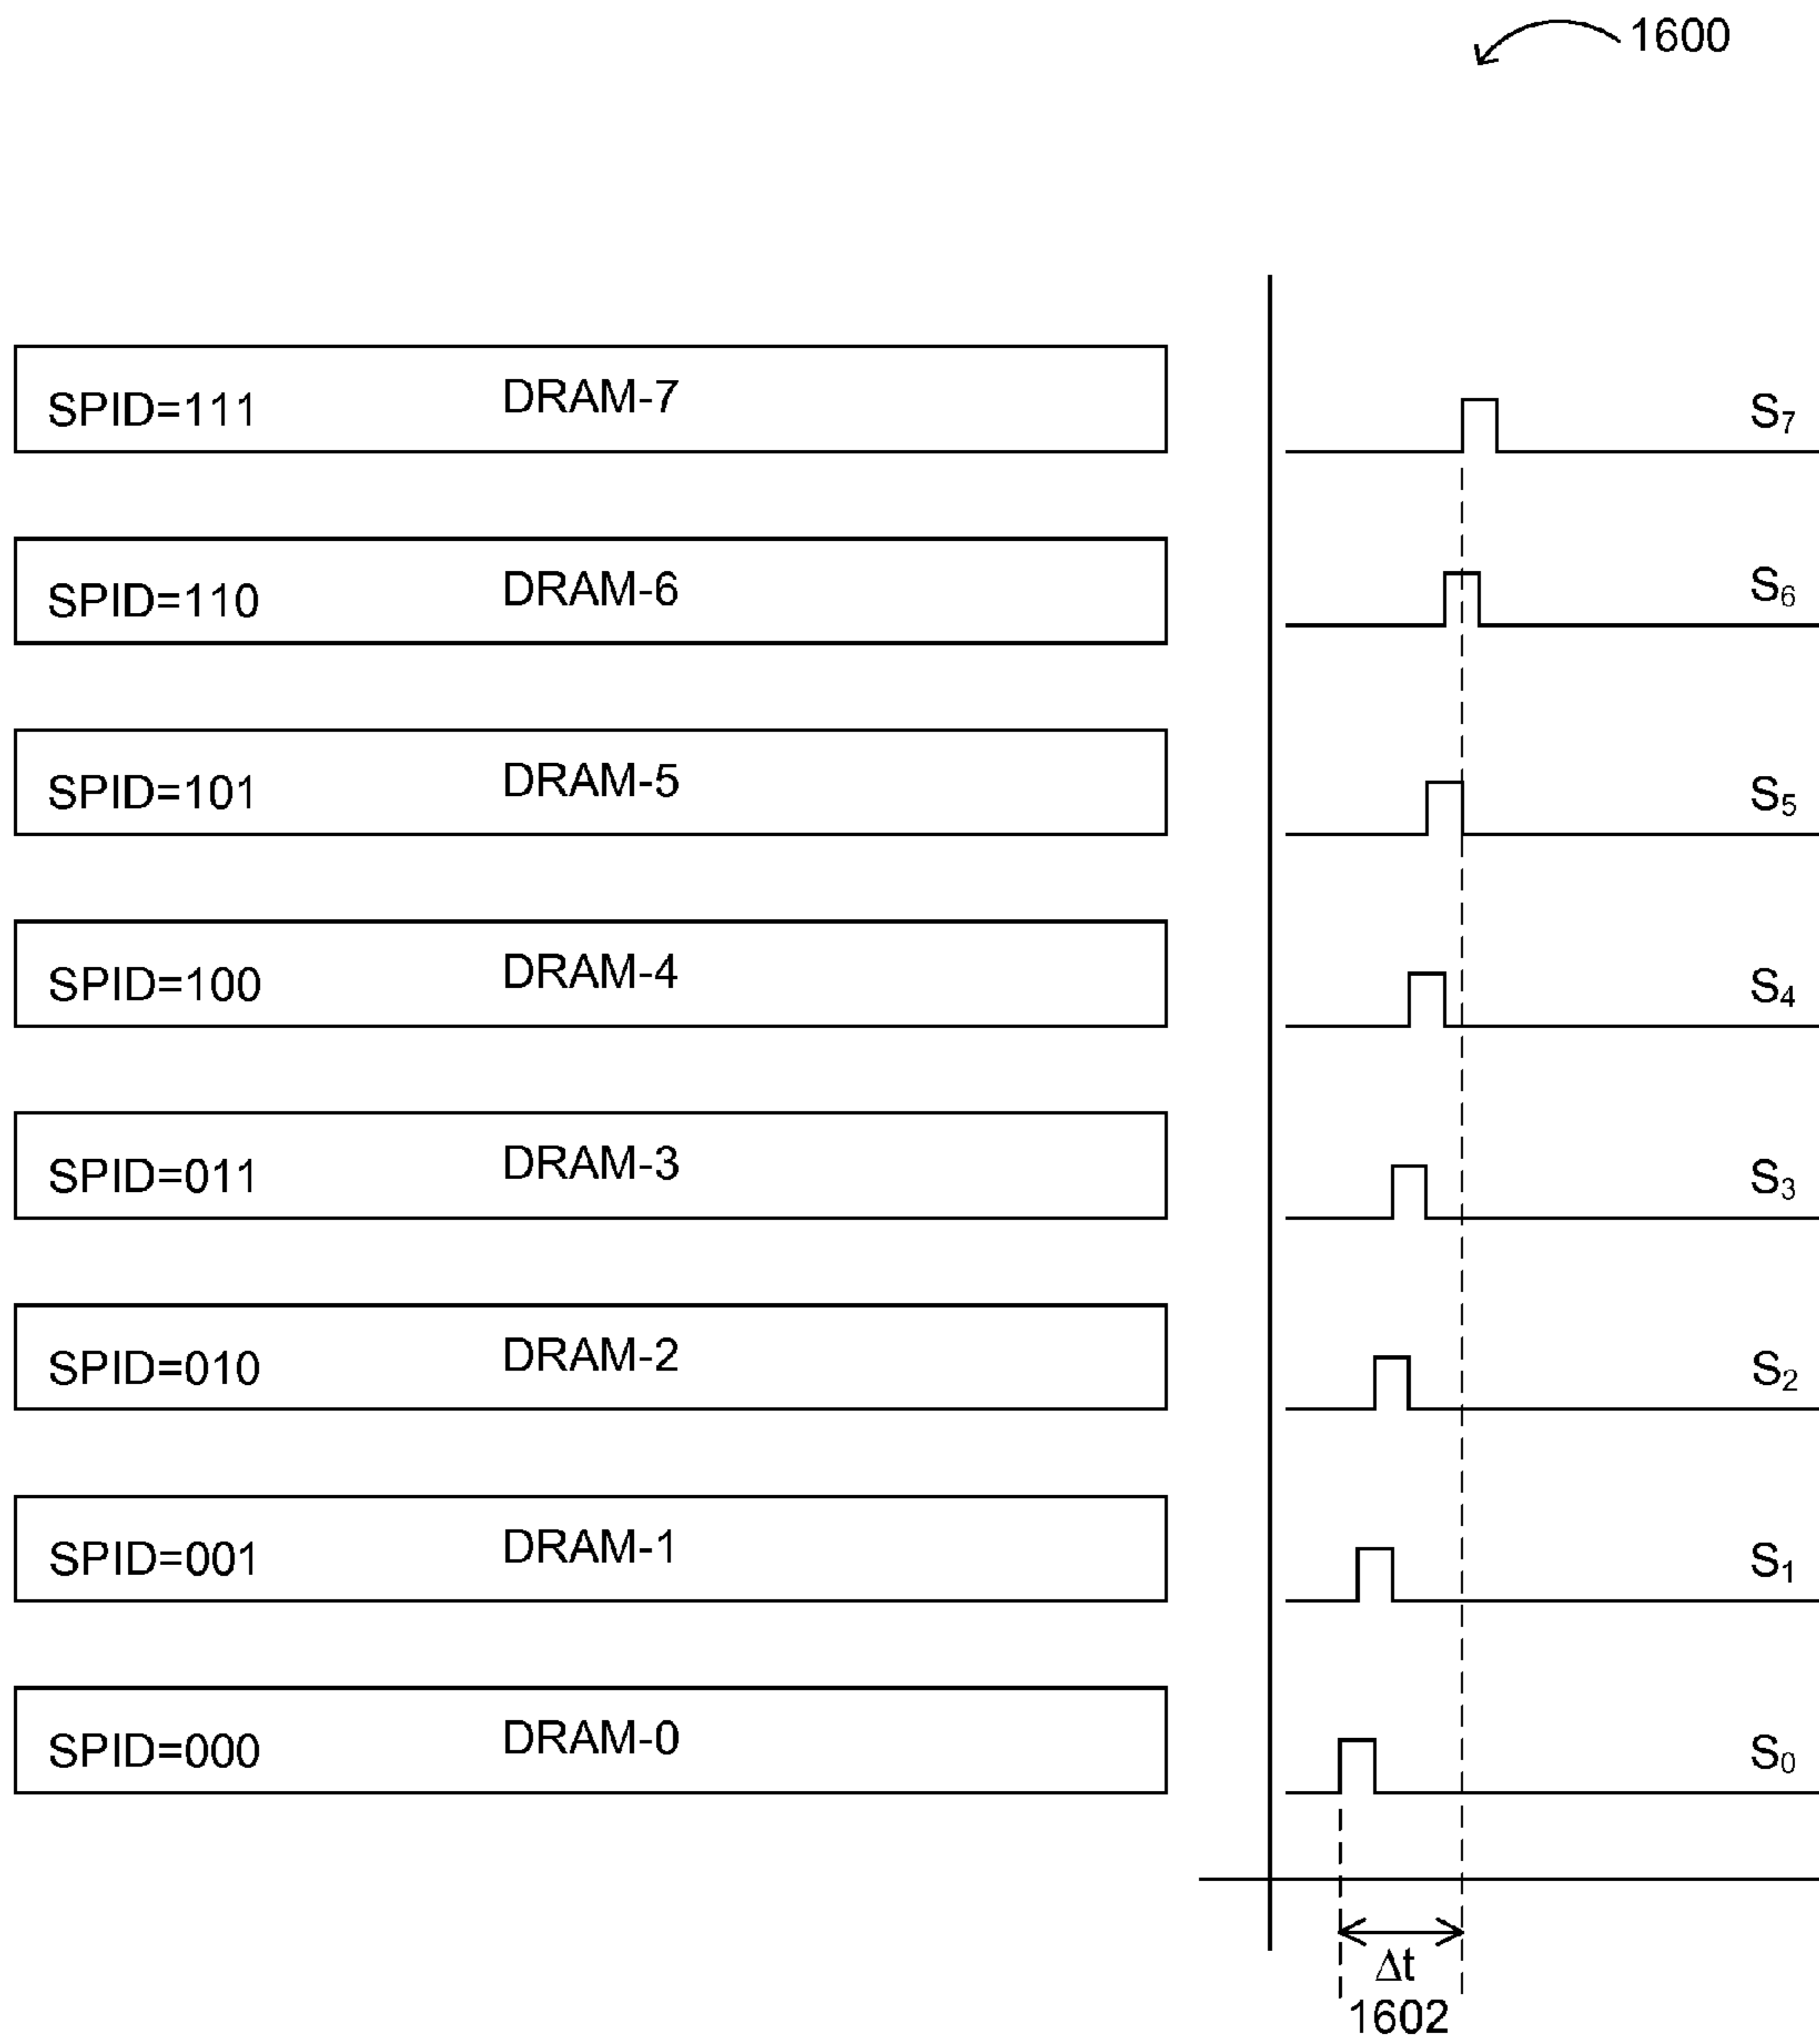 1600
SPID=111 DRAM-7 S₇
SPID=110 DRAM-6 S₆
SPID=101 DRAM-5 S₅
SPID=100 DRAM-4 S₄
SPID=011 DRAM-3 S₃
SPID=010 DRAM-2 S₂
SPID=001 DRAM-1 S₁
SPID=000 DRAM-0 S₀
Δt
1602